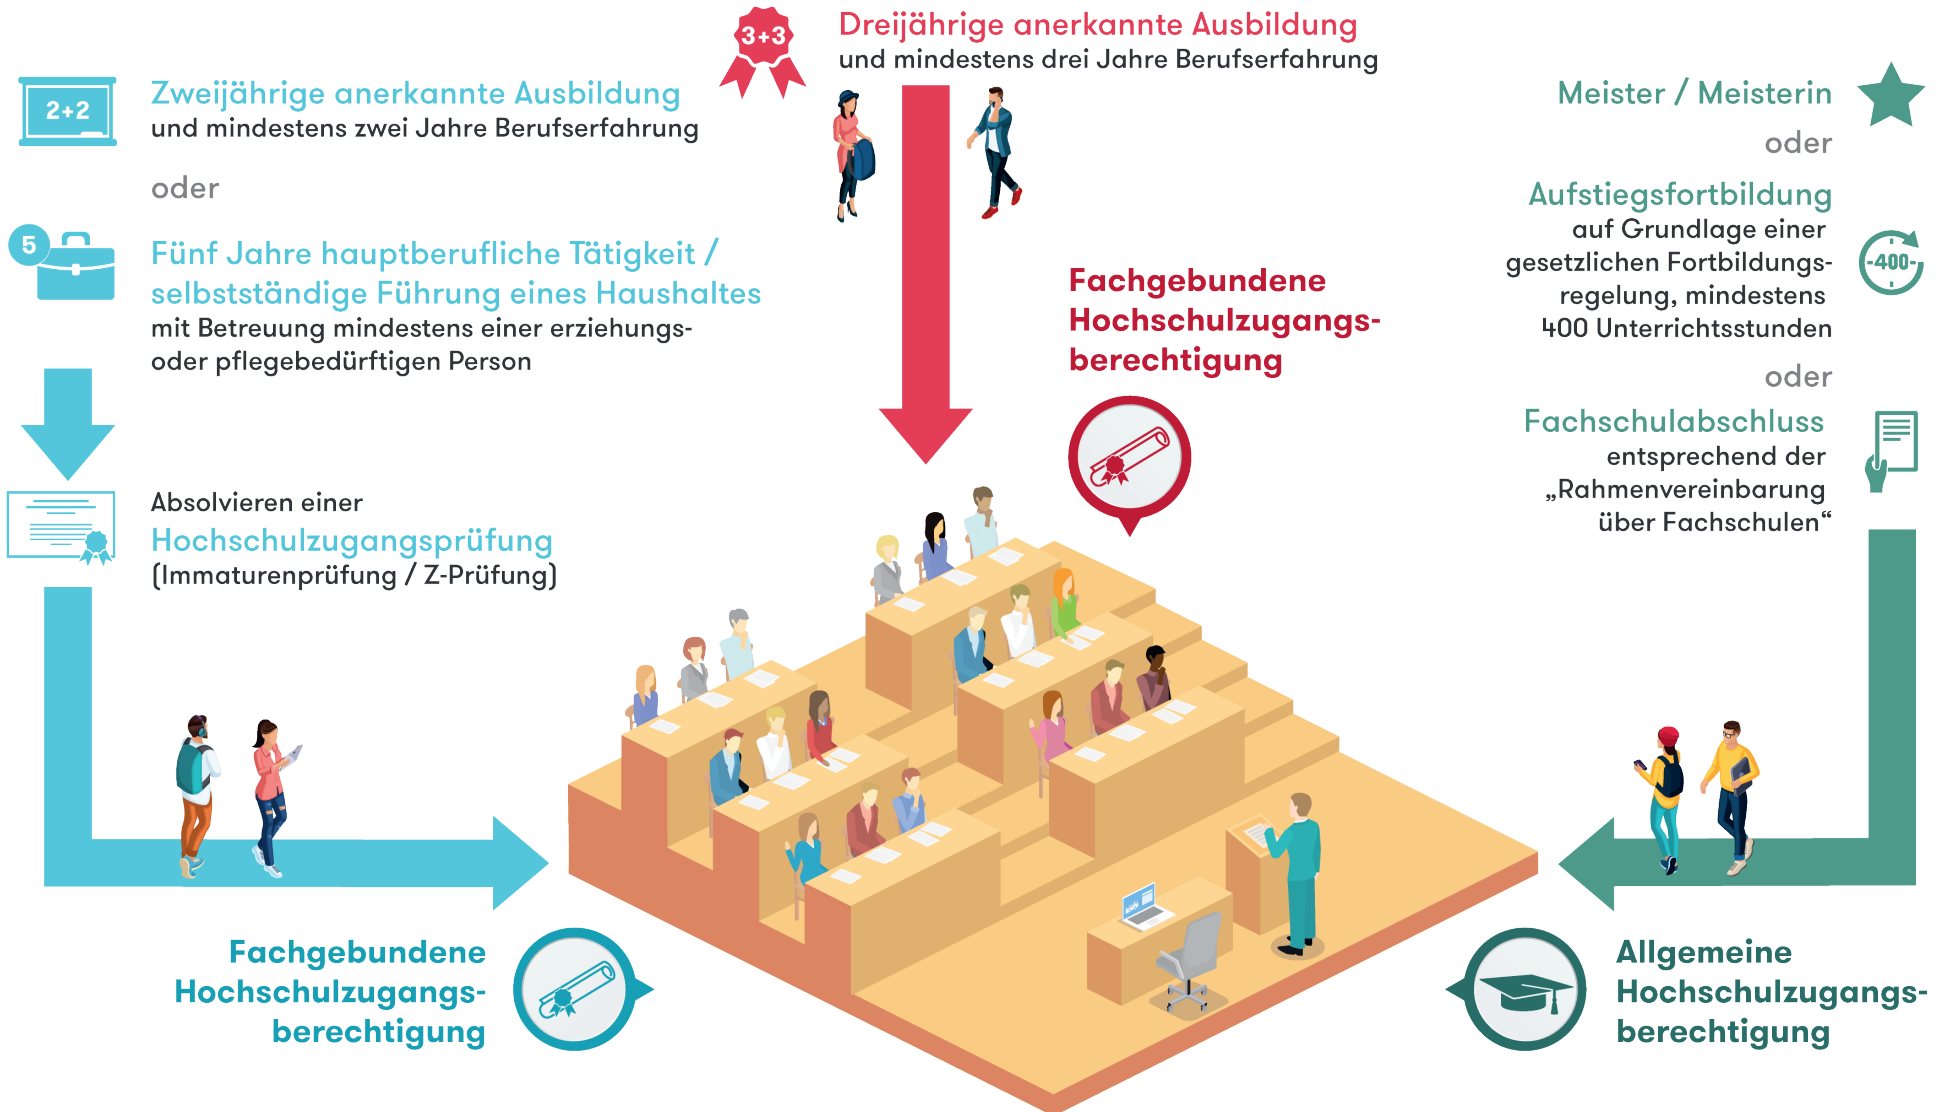 2+2
Zweijährige anerkannte Ausbildung
und mindestens zwei Jahre Berufserfahrung
oder
5
Fünf Jahre hauptberufliche Tätigkeit /
selbstständige Führung eines Haushaltes
mit Betreuung mindestens einer erziehungs-
oder pflegebedürftigen Person
Absolvieren einer
Hochschulzugangsprüfung
(Immaturenprüfung / Z-Prüfung)
Fachgebundene
Hochschulzugangs-
berechtigung
3+3
Dreijährige anerkannte Ausbildung
und mindestens drei Jahre Berufserfahrung
Fachgebundene
Hochschulzugangs-
berechtigung
Meister / Meisterin
oder
Aufstiegsfortbildung
auf Grundlage einer
gesetzlichen Fortbildungs-
regelung, mindestens
400 Unterrichtsstunden
-400-
oder
Fachschulabschluss
entsprechend der
„Rahmenvereinbarung
über Fachschulen“
Allgemeine
Hochschulzugangs-
berechtigung